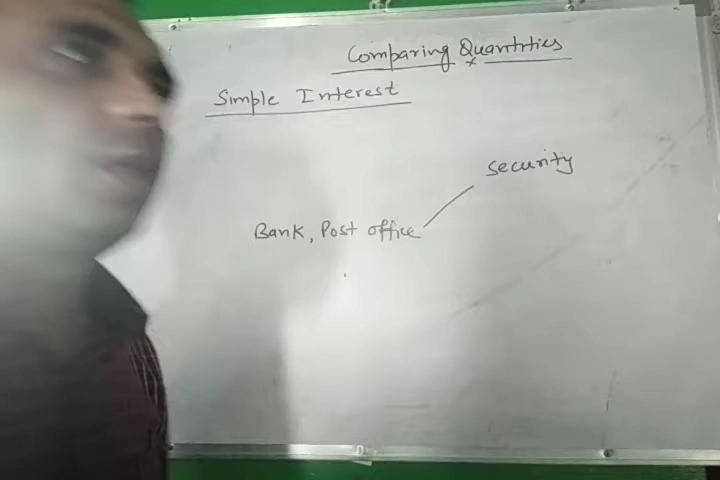 Comparing Quantities
Simple Interest
security
Bank, Post office